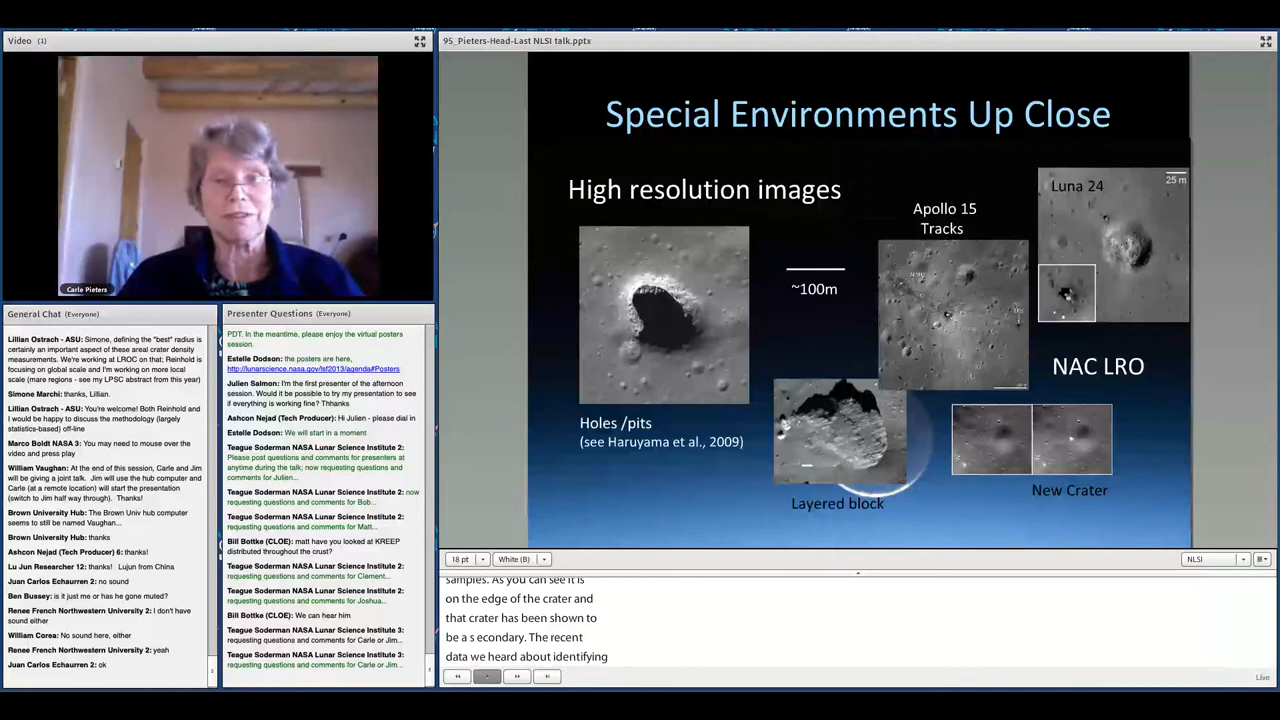 Video (1)
Carle Pieters
General Chat (Everyone)
Lillian Ostrach - ASU: Simone, defining the "best" radius is
certainly an important aspect of these areal crater density
measurements. We're working at LROC on that; Reinhold is
focusing on global scale and I'm working on more local
scale (mare regions - see my LPSC abstract from this year)
Simone Marchi: thanks, Lillian.
Lillian Ostrach - ASU: You're welcome! Both Reinhold and
I would be happy to discuss the methodology (largely
statistics-based) off-line
Marco Boldt NASA 3: You may need to mouse over the
video and press play
William Vaughan: At the end of this session, Carle and Jim
will be giving a joint talk. Jim will use the hub computer and
Carle (at a remote location) will start the presentation
(switch to Jim half way through). Thanks!
Brown University Hub: The Brown Univ hub computer
seems to still be named Vaughan...
Brown University Hub: thanks
Ashcon Nejad (Tech Producer) 6: thanks!
Lu Jun Researcher 12: thanks! Lujun from China
Juan Carlos Echaurren 2: no sound
Ben Bussey: is it just me or has he gone muted?
Renee French Northwestern University 2: I don't have
sound either
William Corea: No sound here, either
Renee French Northwestern University 2: yeah
Juan Carlos Echaurren 2: ok
Presenter Questions (Everyone)
PDT. In the meantime, please enjoy the virtual posters
session.
Estelle Dodson: the posters are here,
http://lunarscience.nasa.gov/lsf2013/agenda#Posters
Julien Salmon: I'm the first presenter of the afternoon
session. Would it be possible to try my presentation to
see if everything is working fine? Thhanks
Ashcon Nejad (Tech Producer): Hi Julien - please dial in
Estelle Dodson: We will start in a moment
Teague Soderman NASA Lunar Science Institute 2:
Please post questions and comments for presenters at
anytime during the talk; now requesting questions and
comments for Julien...
Teague Soderman NASA Lunar Science Institute 2: now
requesting questions and comments for Bob...
Teague Soderman NASA Lunar Science Institute 2:
requesting questions and comments for Matt...
Bill Bottke (CLOE): matt have you looked at KREEP
distributed throughout the crust?
Teague Soderman NASA Lunar Science Institute 2:
requesting questions and comments for Clement...
Teague Soderman NASA Lunar Science Institute 2:
requesting questions and comments for Joshua...
Bill Bottke (CLOE): We can hear him
Teague Soderman NASA Lunar Science Institute 3:
requesting questions and comments for Carle or Jim...
Teague Soderman NASA Lunar Science Institute 3:
requesting questions and comments for Carle or Jim...
95_Pieters-Head-Last NLSI talk.pptx
Special Environments Up Close
High resolution images
Luna 24
25 m
Apollo 15
Tracks
~100m
NAC LRO
Holes /pits
(see Haruyama et al., 2009)
Layered block
New Crater
18 pt
White (B)
NLSI
samples. As you can see it is
on the edge of the crater and
that crater has been shown to
be a s econdary. The recent
data we heard about identifying
Live